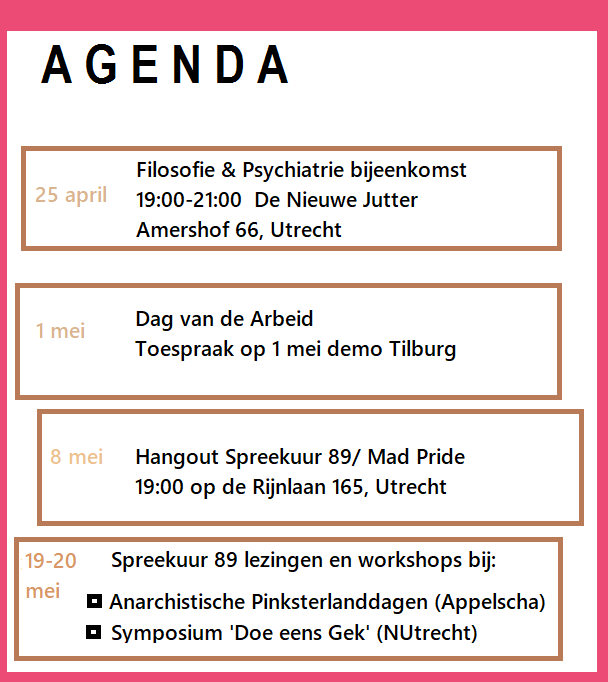 AGENDA
25 april
Filosofie & Psychiatrie bijeenkomst
19:00-21:00  De Nieuwe Jutter
Amershof 66, Utrecht
1 mei
Dag van de Arbeid
Toespraak op 1 mei demo Tilburg
8 mei
Hangout Spreekuur 89/ Mad Pride
19:00 op de Rijnlaan 165, Utrecht
19-20
mei
Spreekuur 89 lezingen en workshops bij:
Anarchistische Pinksterlanddagen (Appelscha)
Symposium 'Doe eens Gek' (NUtrecht)